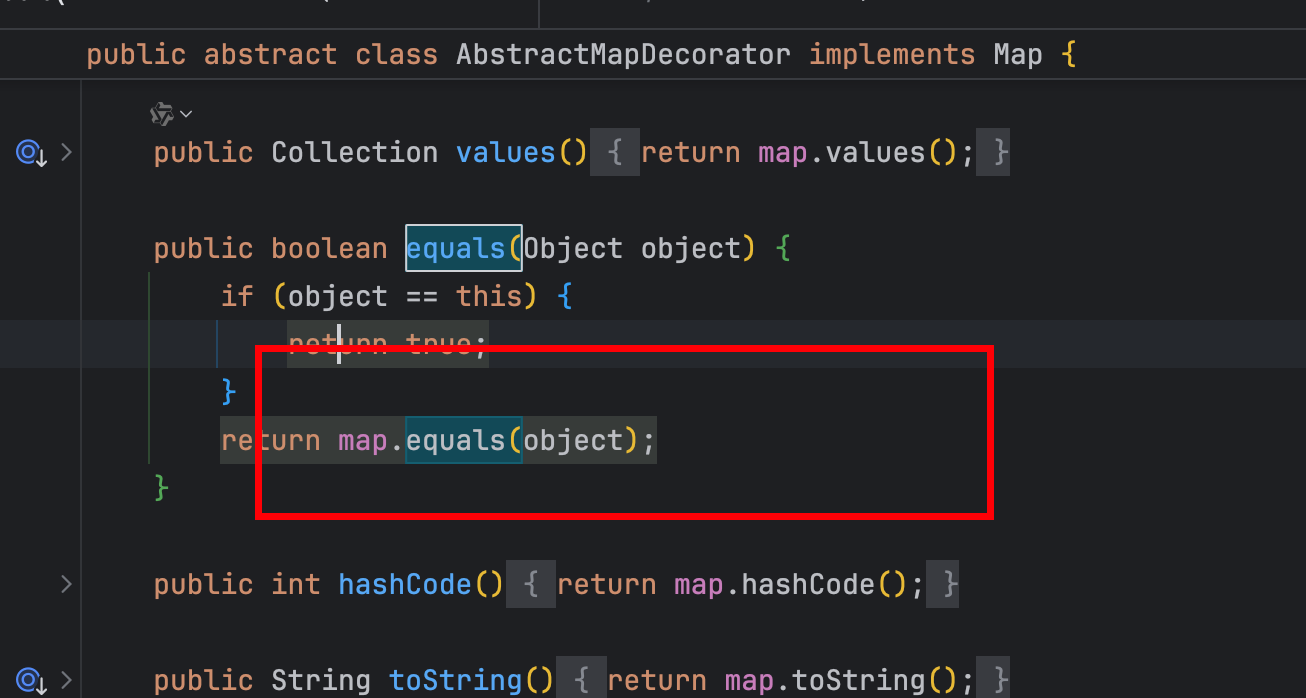 public abstract class AbstractMapDecorator implements Map {
public Collection values() { return map.values(); }
public boolean equals(Object object) {
if (object == this) {
return true;
}
return map.equals(object);
}
public int hashCode() { return map.hashCode(); }
public String toString() { return map.toString(); }